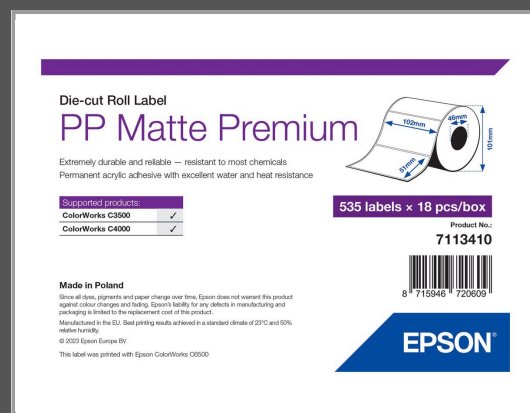 Die-cut Roll Label
PP Matte Premium
Extremely durable and reliable — resistant to most chemicals
Permanent acrylic adhesive with excellent water and heat resistance
102mm
46mm
101mm
51mm
Supported products:
ColorWorks C3500 ✓
ColorWorks C4000 ✓
535 labels × 18 pcs/box
Product No.:
7113410
8 715946 720609
Made in Poland
Since all dyes, pigments and paper change over time, Epson does not warrant this product
against colour changes and fading. Epson's liability for any defects in manufacturing and
packaging is limited to the replacement cost of this product.
Manufactured in the EU. Best printing results achieved in a standard climate of 23°C and 50%
relative humidity.
© 2023 Epson Europe BV
This label was printed with Epson ColorWorks C6500
EPSON®